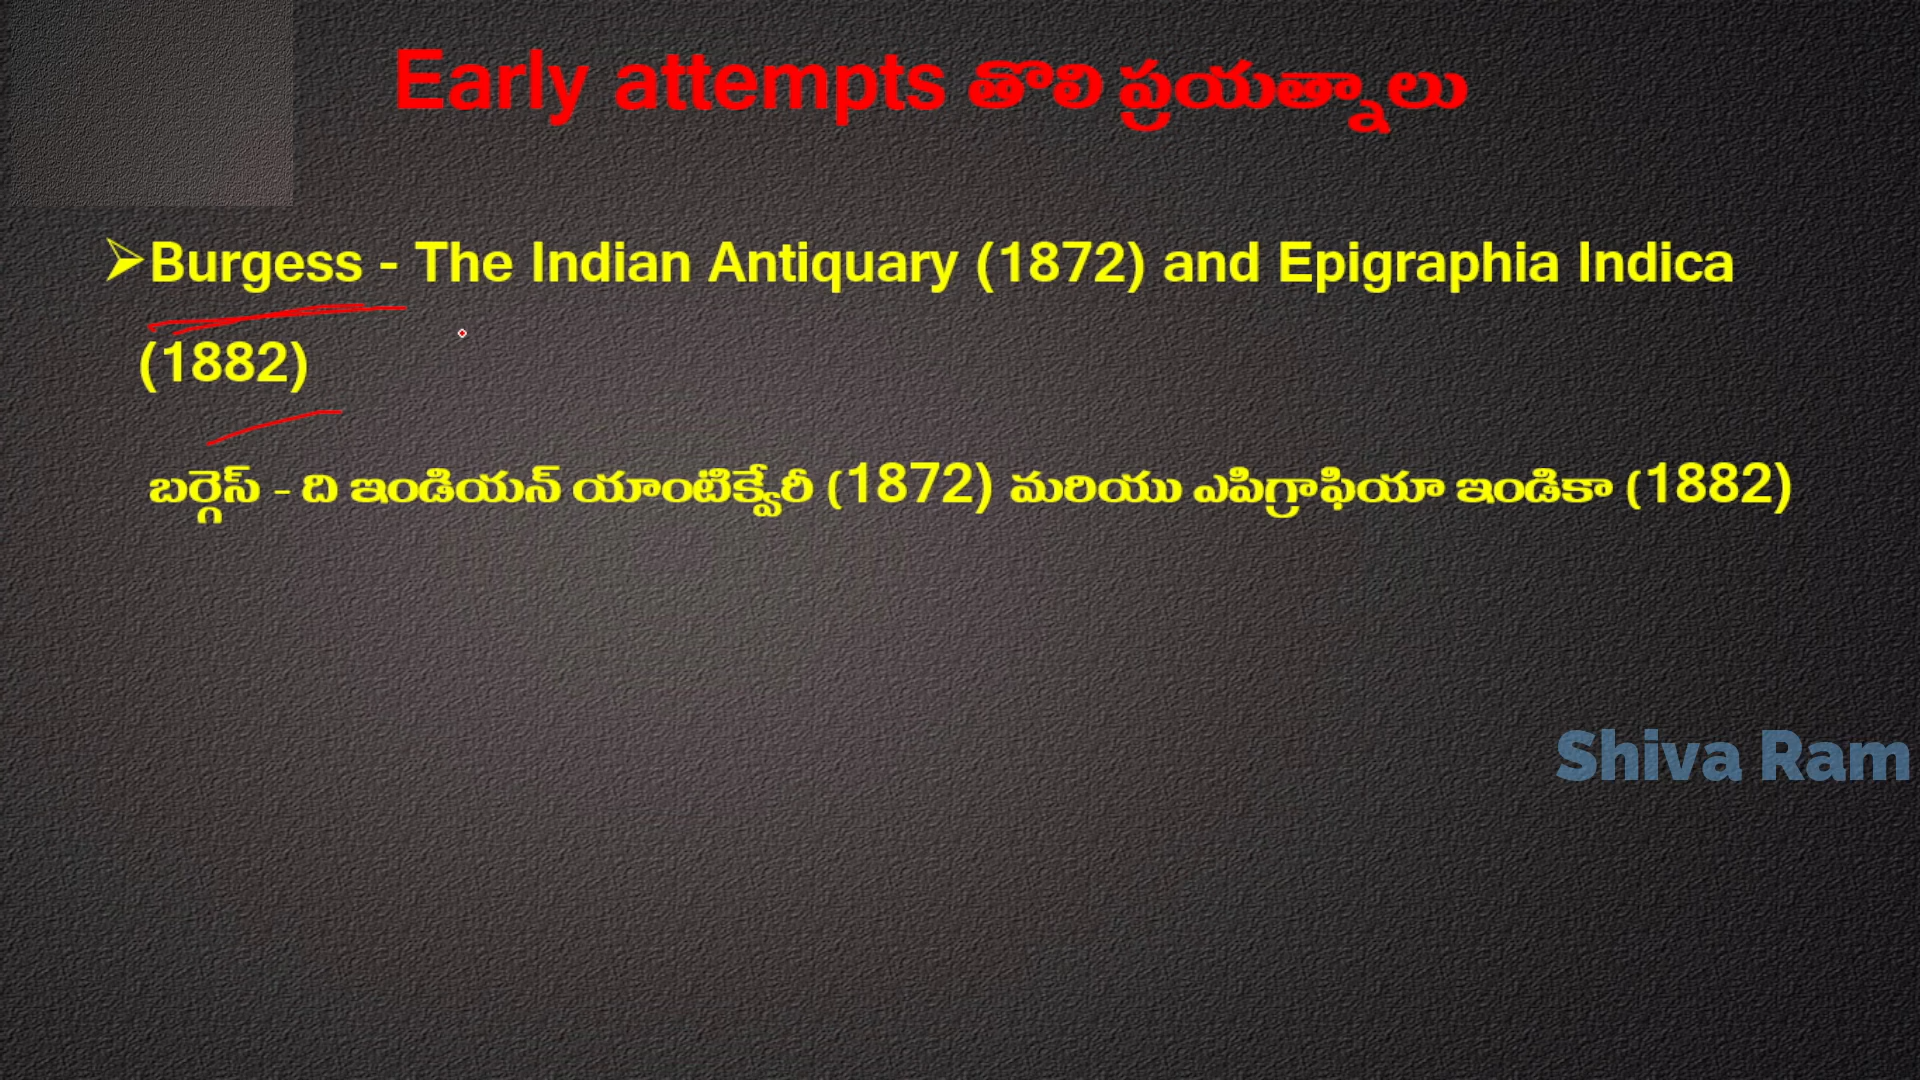 Early attempts తొలి ప్రయత్నాలు
➢Burgess - The Indian Antiquary (1872) and Epigraphia Indica
(1882)
బర్గెస్ - ది ఇండియన్ యాంటిక్వేరీ (1872) మరియు ఎపిగ్రాఫియా ఇండికా (1882)
Shiva Ram